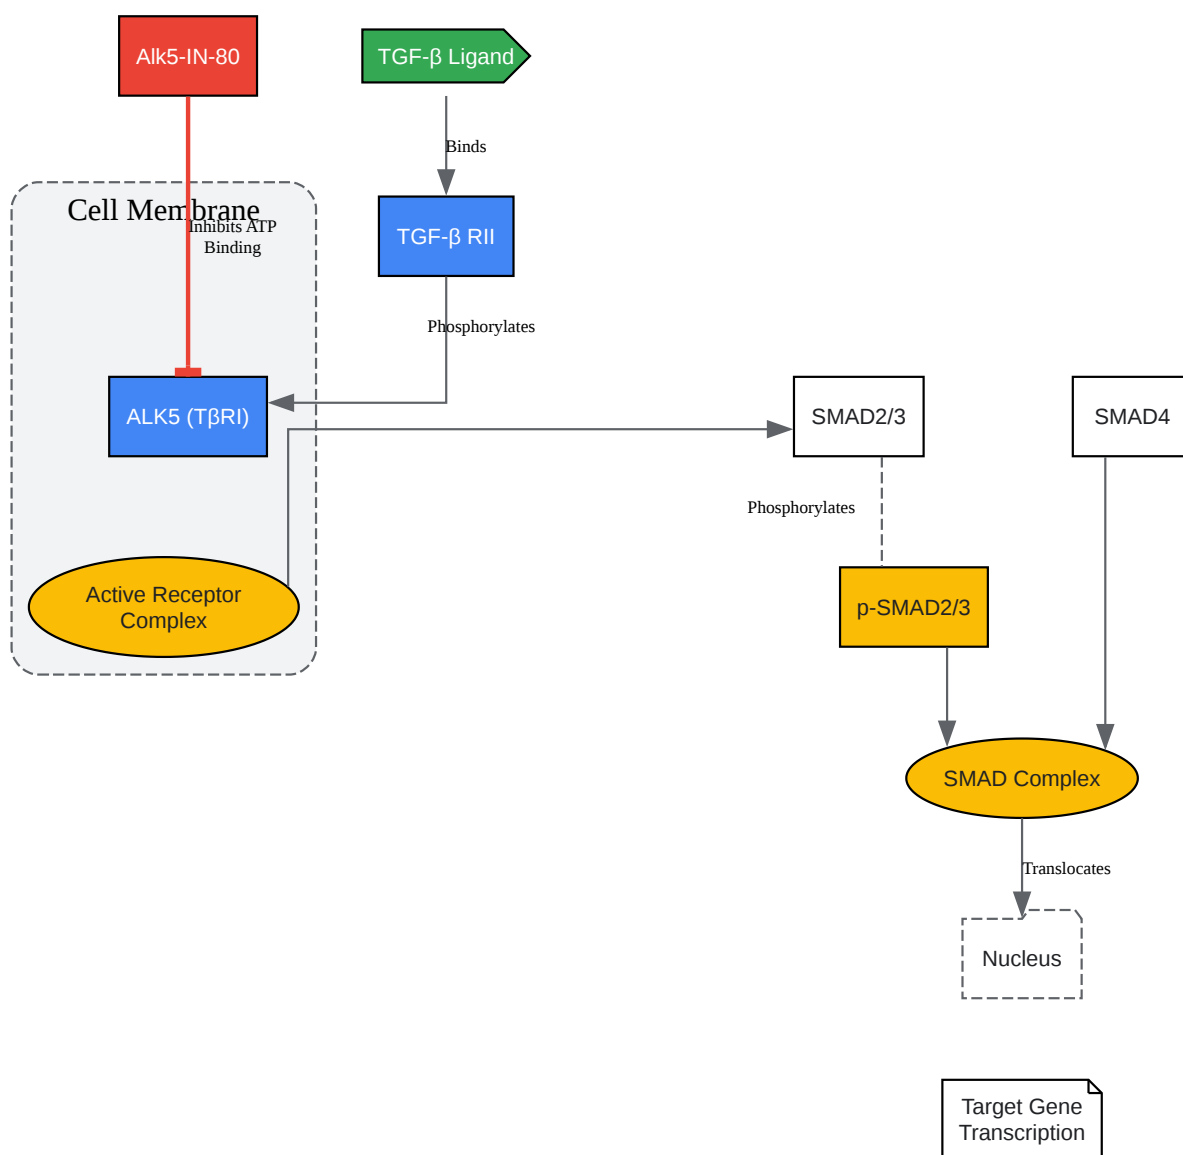 Alk5-IN-80
TGF-β Ligand
Binds
Cell Membrane
Inhibits ATP
Binding
TGF-β RII
Phosphorylates
ALK5 (TβRI)
SMAD2/3
SMAD4
Phosphorylates
Active Receptor
Complex
p-SMAD2/3
SMAD Complex
Translocates
Nucleus
Target Gene
Transcription